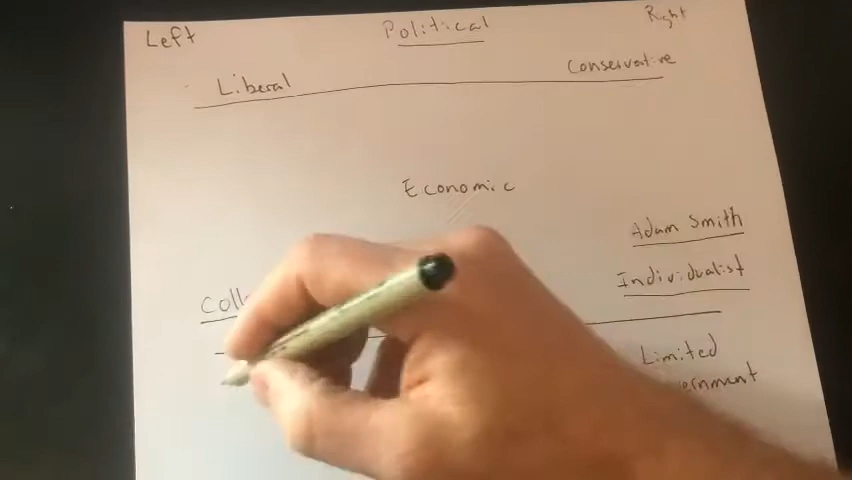 Left Political Right
Liberal Conservative
Economic
Adam Smith
Individualist
Limited